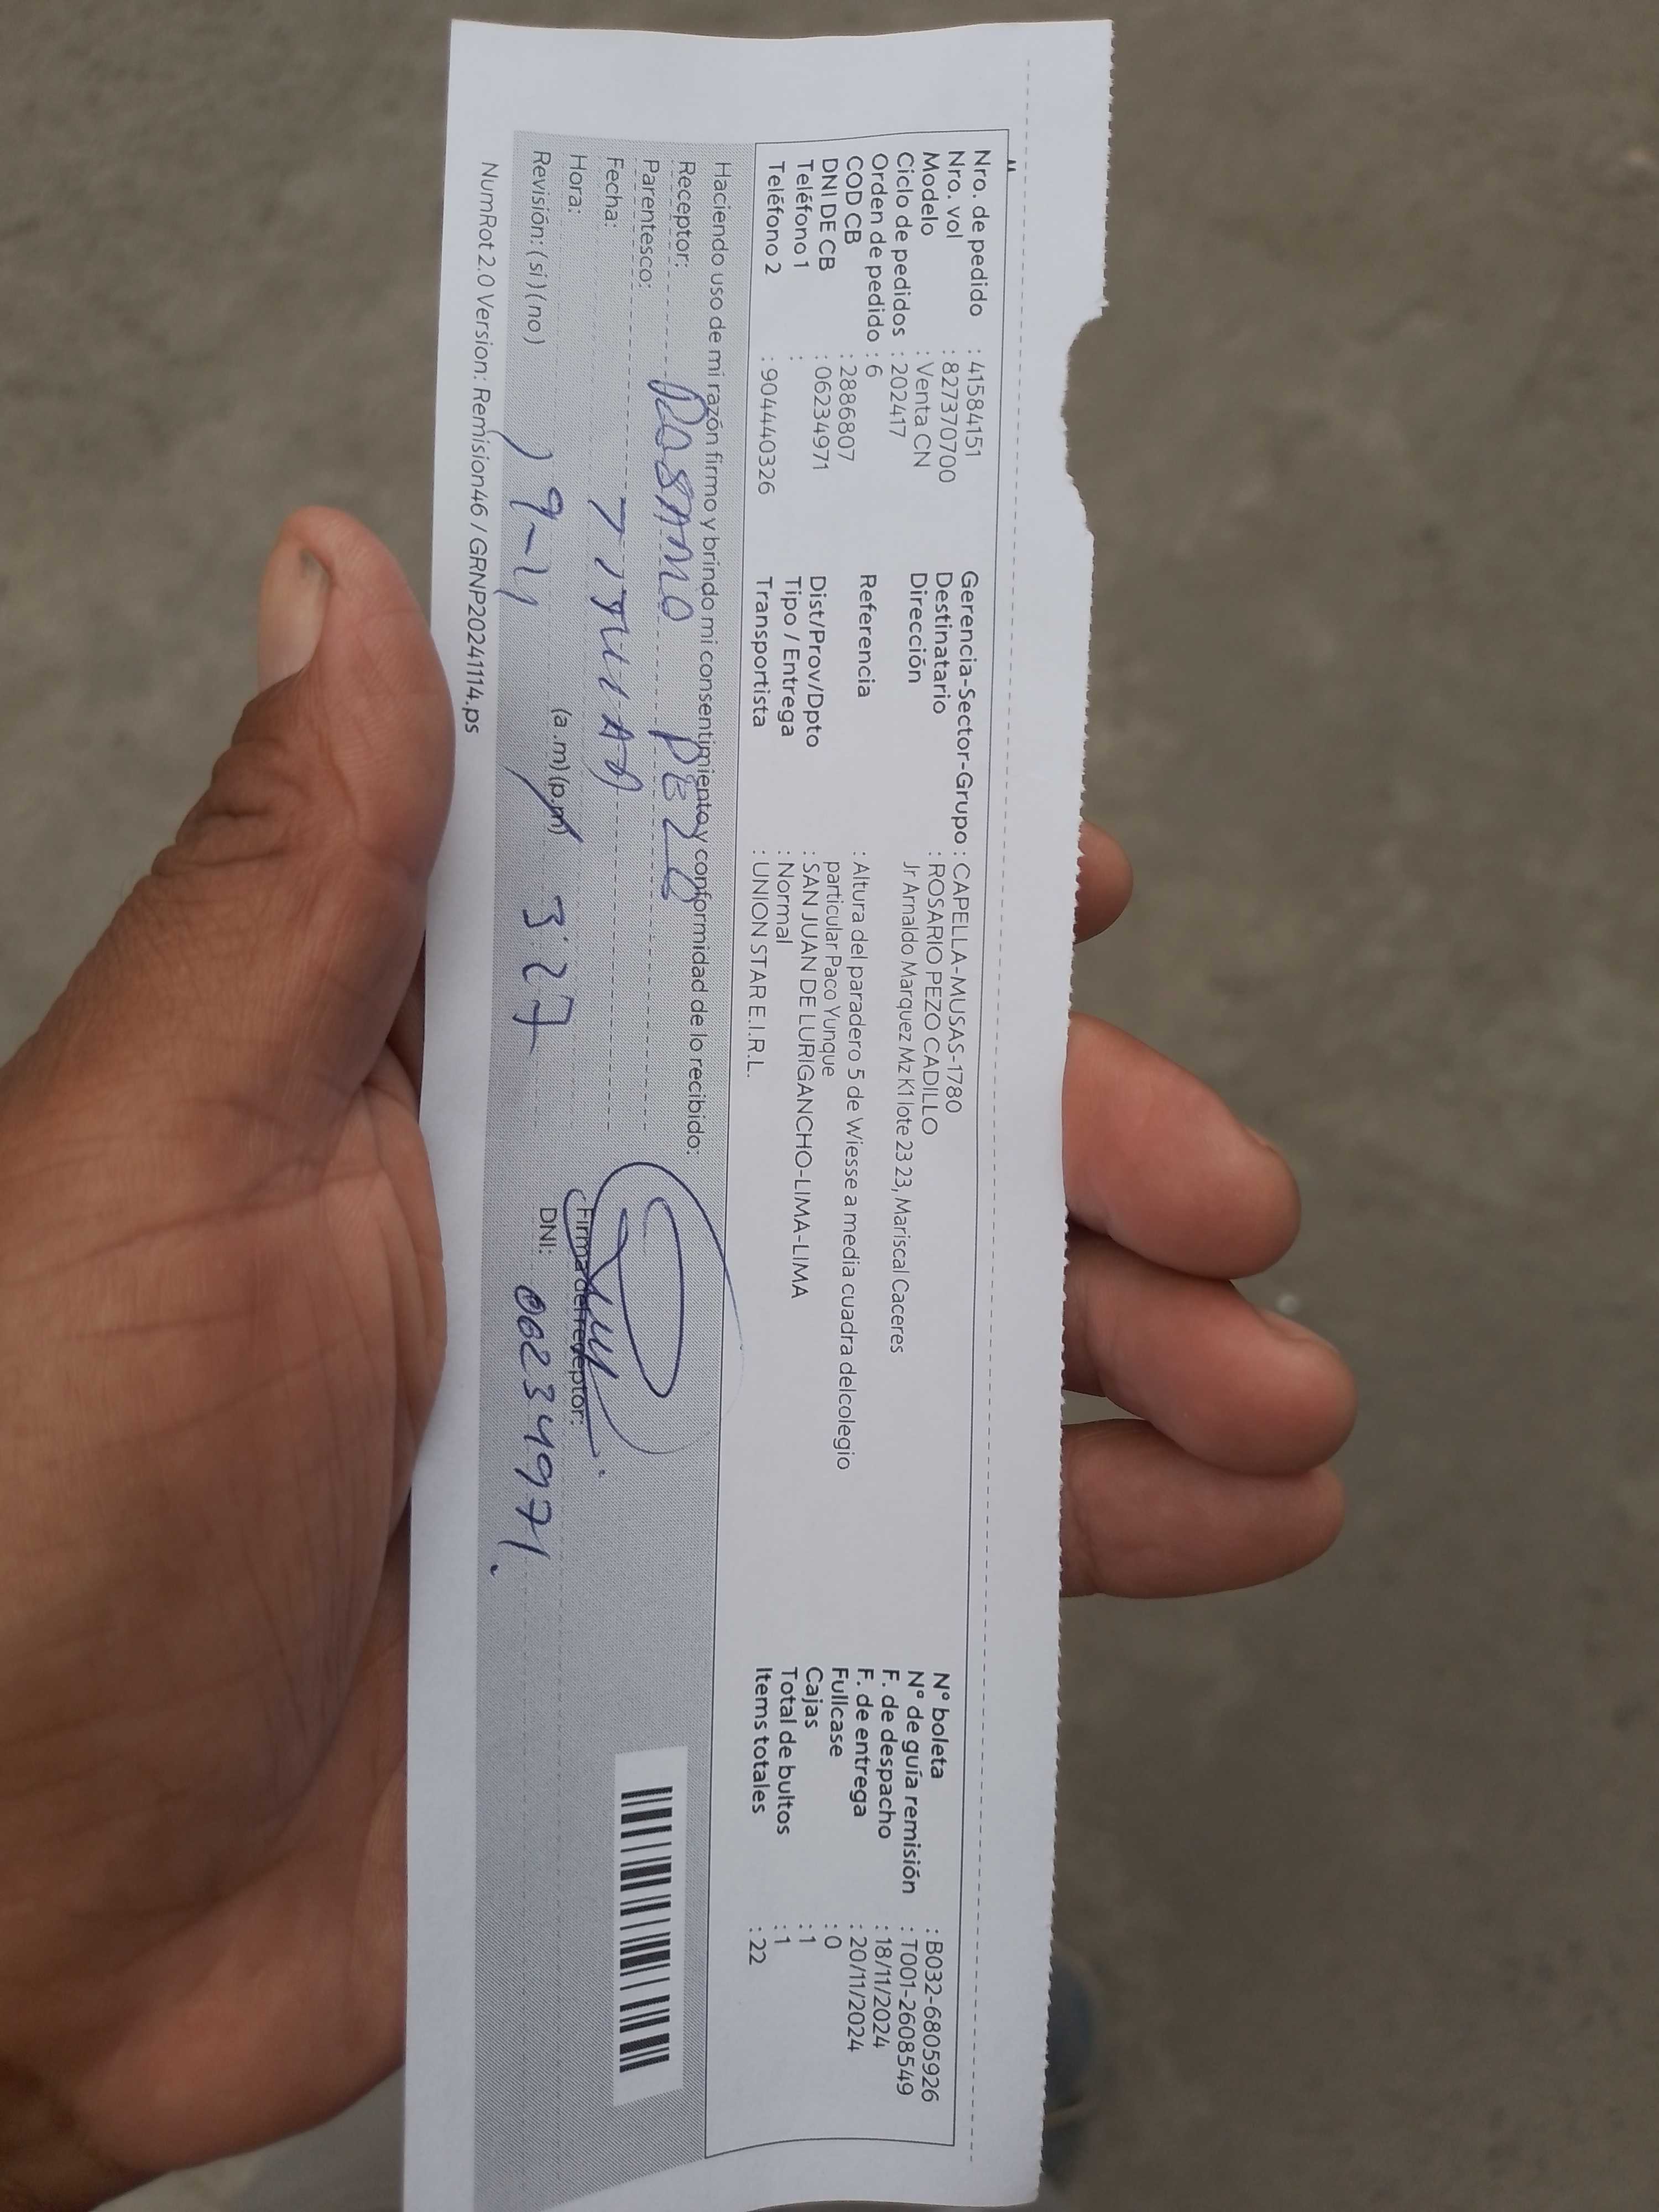 Nro. de pedido : 41584151
Nro. vol : 827370700
Modelo : Venta CN
Ciclo de pedidos : 202417
Orden de pedido : 6
COD CB : 2886807
DNI DE CB : 06234971
Teléfono 1 :
Teléfono 2 : 904440326
Gerencia-Sector-Grupo : CAPELLA-MUSAS-1780
Destinatario : ROSARIO PEZO CADILLO
Dirección Jr Arnaldo Marquez Mz K1 lote 23 23, Mariscal Caceres
Referencia : Altura del paradero 5 de Wiesse a media cuadra delcolegio
particular Paco Yunque
Dist/Prov/Dpto : SAN JUAN DE LURIGANCHO-LIMA-LIMA
Tipo / Entrega : Normal
Transportista : UNION STAR E.I.R.L.
N° boleta : B032-6805926
N° de guía remisión : T001-2608549
F. de despacho : 18/11/2024
F. de entrega : 20/11/2024
Fullcase : 0
Cajas : 1
Total de bultos : 1
Items totales : 22
Haciendo uso de mi razón firmo y brindo mi consentimiento y conformidad de lo recibido:
Receptor:
Parentesco:
Fecha:
Hora: (a.m) (p.m) 3:27
Revisión: (si) (no)
Firma del receptor:
DNI: 06234971.
NumRot 2.0 Version: Remision46 / GRNP20241114.ps